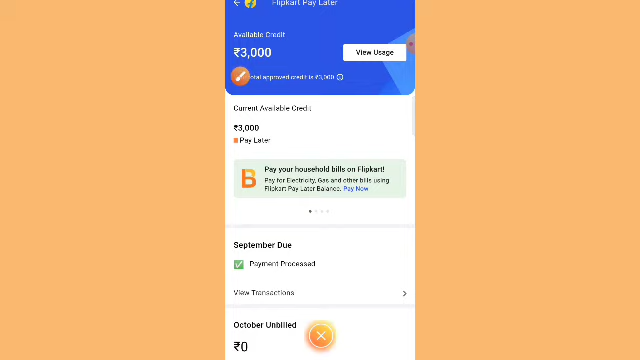 Flipkart Pay Later
Available Credit
₹3,000
View Usage
total approved credit is ₹3,000
Current Available Credit
₹3,000
Pay Later
Pay your household bills on Flipkart!
Pay for Electricity, Gas and other bills using
Flipkart Pay Later Balance. Pay Now
September Due
Payment Processed
View Transactions
October Unbilled
₹0